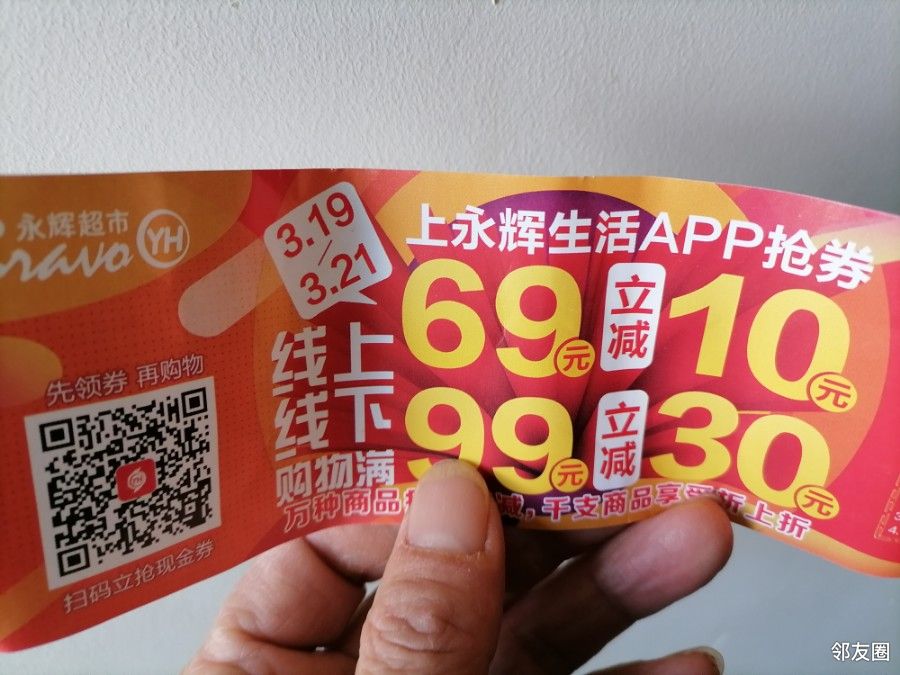 永辉超市
bravo YH
先领券 再购物
扫码立抢现金券
3.19/3.21
上永辉生活APP抢券
线上 69元 立减 10元
线下 99元 立减 30元
购物满
万种商品
减,千支商品享受折上折
邻友圈